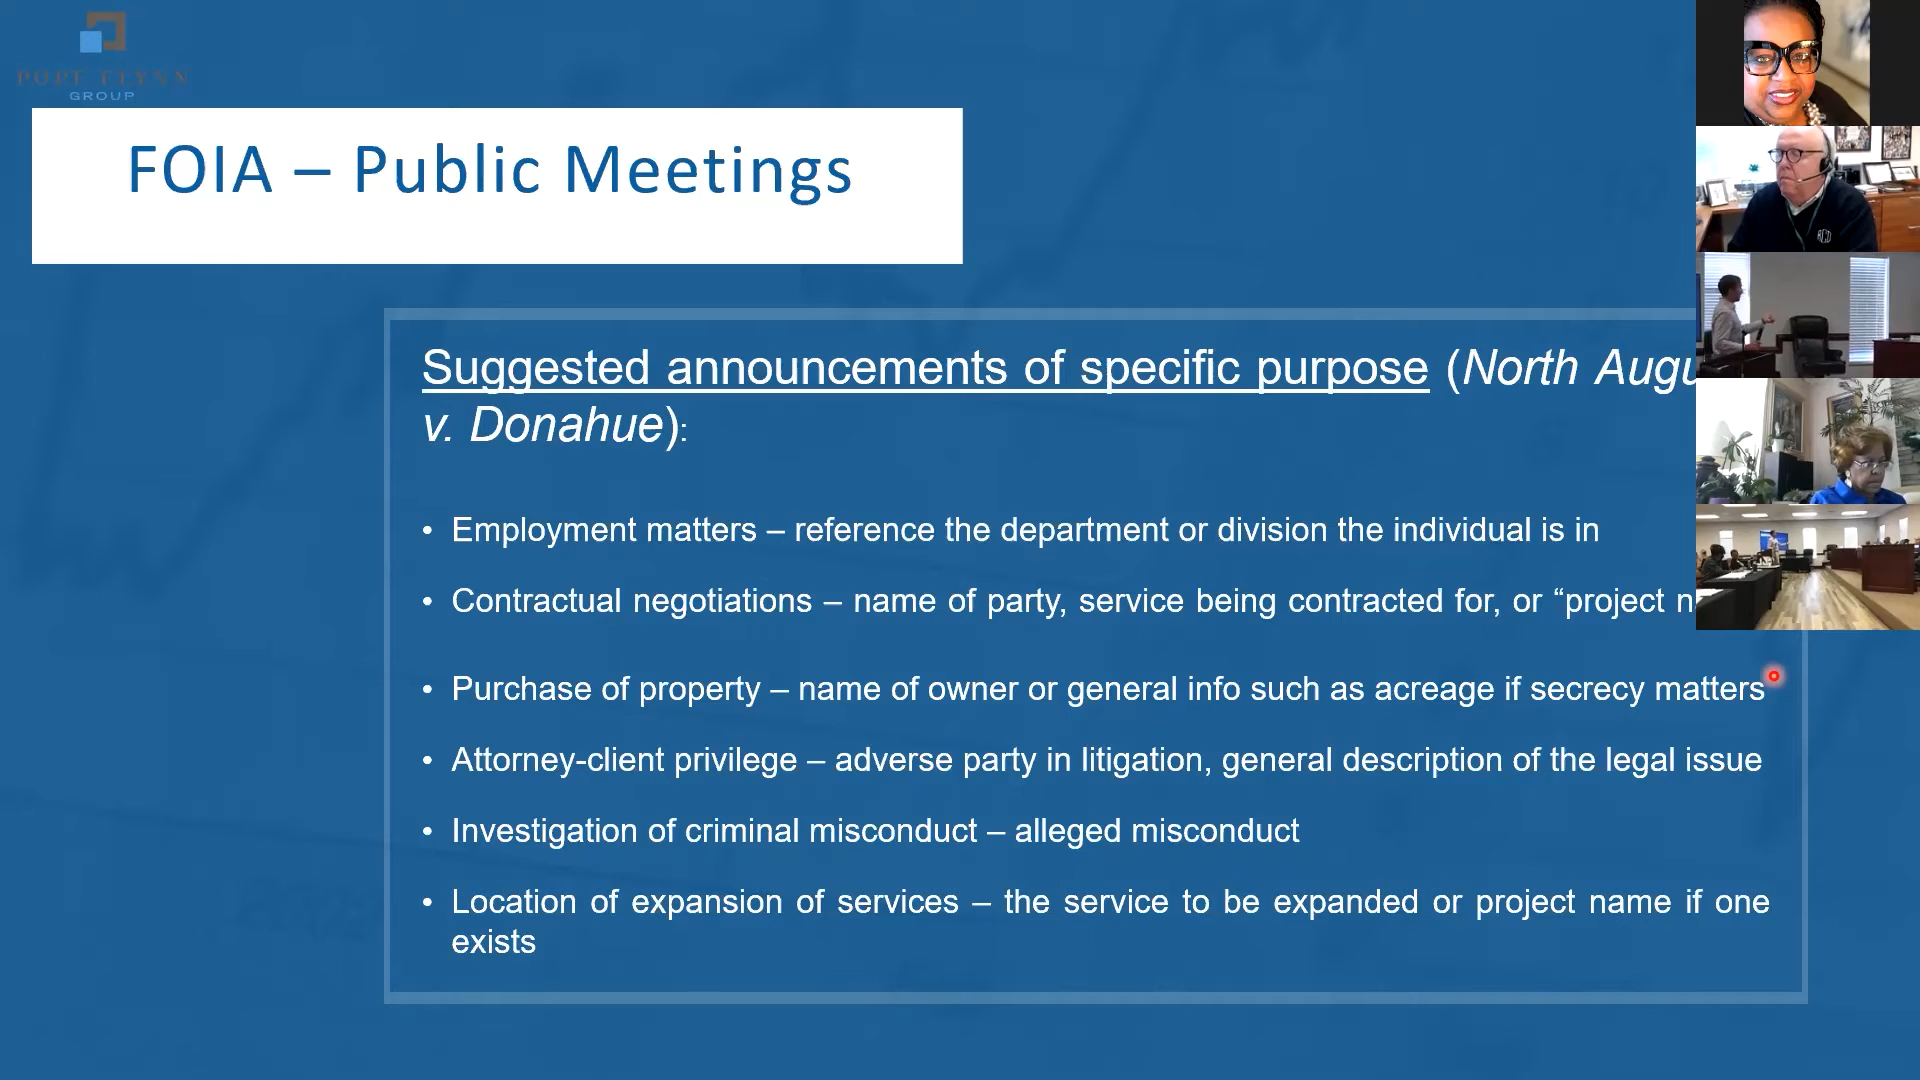 POPE FLYNN
GROUP
FOIA – Public Meetings
Suggested announcements of specific purpose (North
v. Donahue):
• Employment matters – reference the department or division the individual is in
• Contractual negotiations – name of party, service being contracted for, or “project
• Purchase of property – name of owner or general info such as acreage if secrecy matters
• Attorney-client privilege – adverse party in litigation, general description of the legal issue
• Investigation of criminal misconduct – alleged misconduct
• Location of expansion of services – the service to be expanded or project name if one
exists